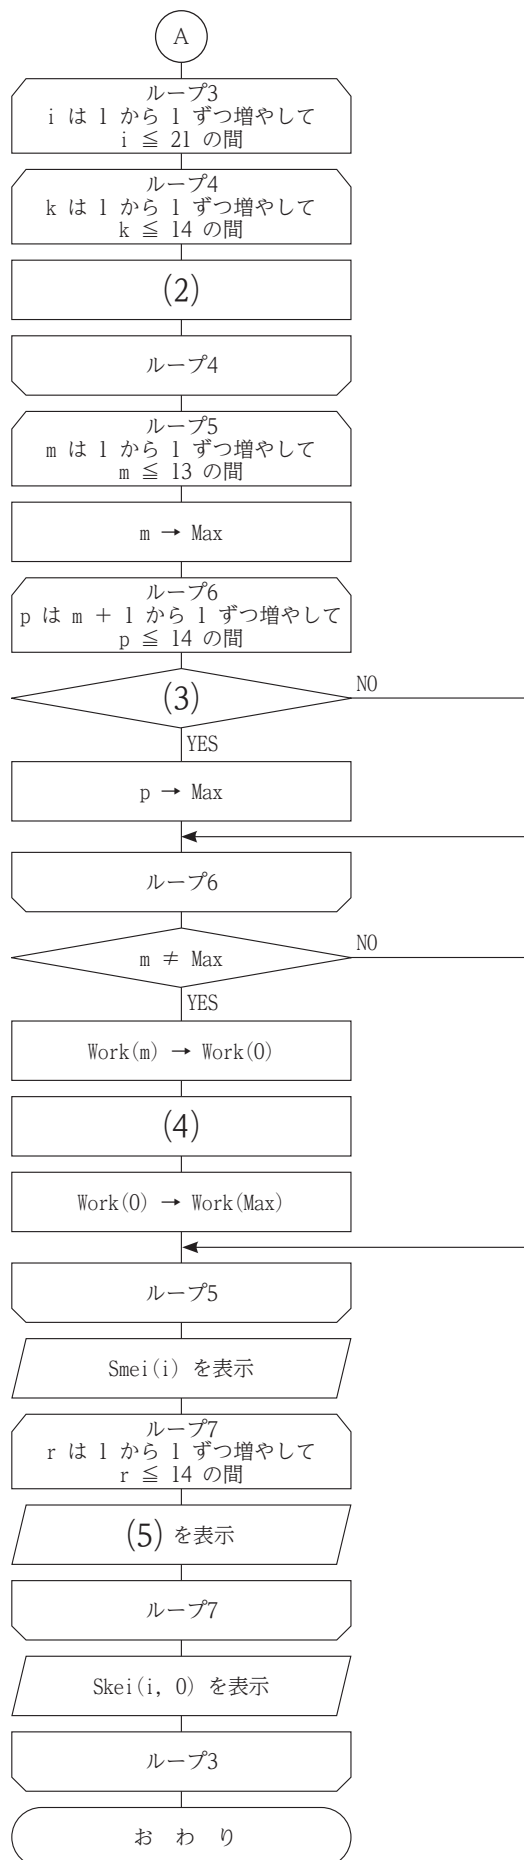 A
ループ3
i は 1 から 1 ずつ増やして
i ≦ 21 の間
ループ4
k は 1 から 1 ずつ増やして
k ≦ 14 の間
(2)
ループ4
ループ5
m は 1 から 1 ずつ増やして
m ≦ 13 の間
m → Max
ループ6
p は m + 1 から 1 ずつ増やして
p ≦ 14 の間
(3)
NO
YES
p → Max
ループ6
m ≠ Max
NO
YES
Work(m) → Work(0)
(4)
Work(0) → Work(Max)
ループ5
Smei(i) を表示
ループ7
r は 1 から 1 ずつ増やして
r ≦ 14 の間
(5) を表示
ループ7
Skei(i, 0) を表示
ループ3
お わ り